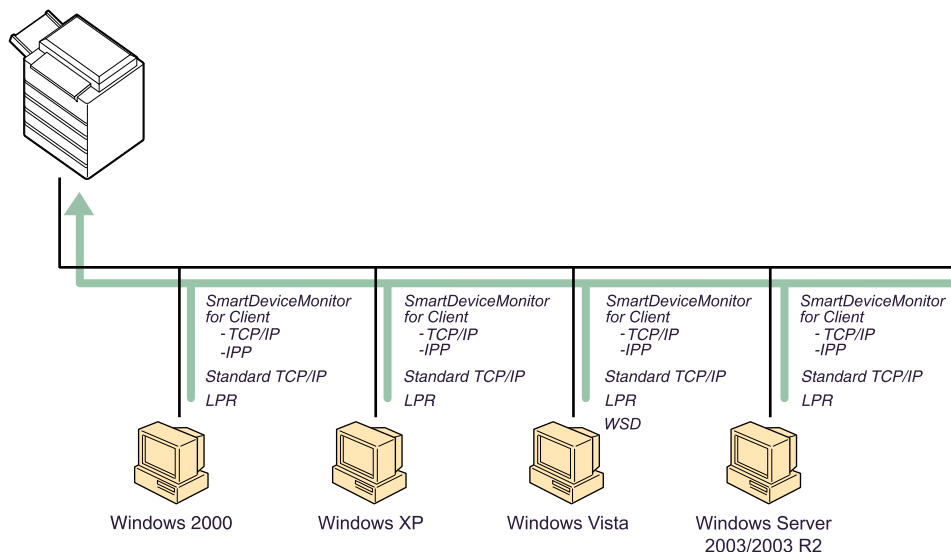 SmartDeviceMonitor
for Client
- TCP/IP
-IPP
Standard TCP/IP
LPR
Windows 2000
SmartDeviceMonitor
for Client
- TCP/IP
-IPP
Standard TCP/IP
LPR
Windows XP
SmartDeviceMonitor
for Client
- TCP/IP
-IPP
Standard TCP/IP
LPR
WSD
Windows Vista
SmartDeviceMonitor
for Client
- TCP/IP
-IPP
Standard TCP/IP
LPR
Windows Server
2003/2003 R2